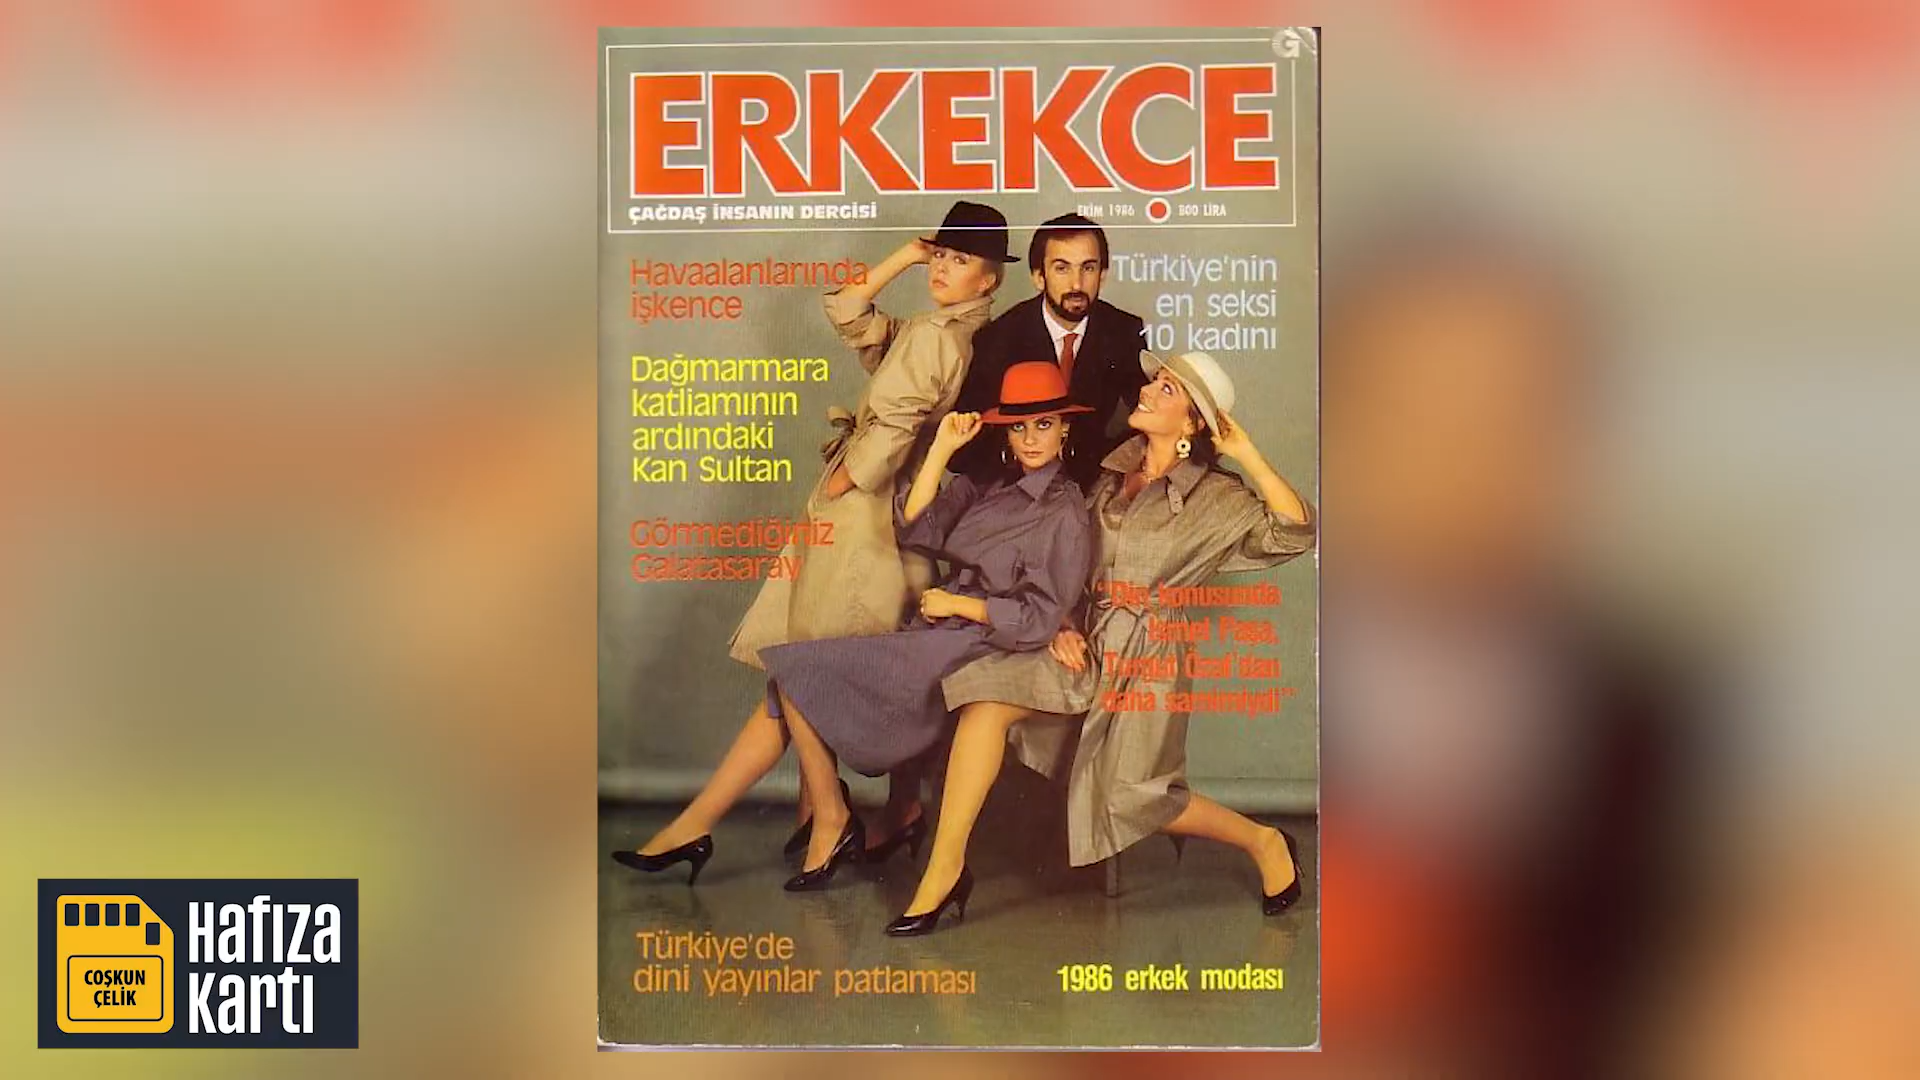 ERKEKCE
ÇAĞDAŞ İNSANIN DERGİSİ
EKİM 1986 800 LİRA
Havaalanlarında
işkence
Türkiye'nin
en seksi
10 kadını
Dağmarmara
katliamının
ardındaki
Kan Sultan
Görmediğiniz
Galatasaray
"Din konusunda
İsmet Paşa,
Turgut Özal'dan
daha samimiydi"
Türkiye'de
dini yayınlar patlaması
1986 erkek modası
COŞKUN
ÇELİK
Hafıza
Kartı
G